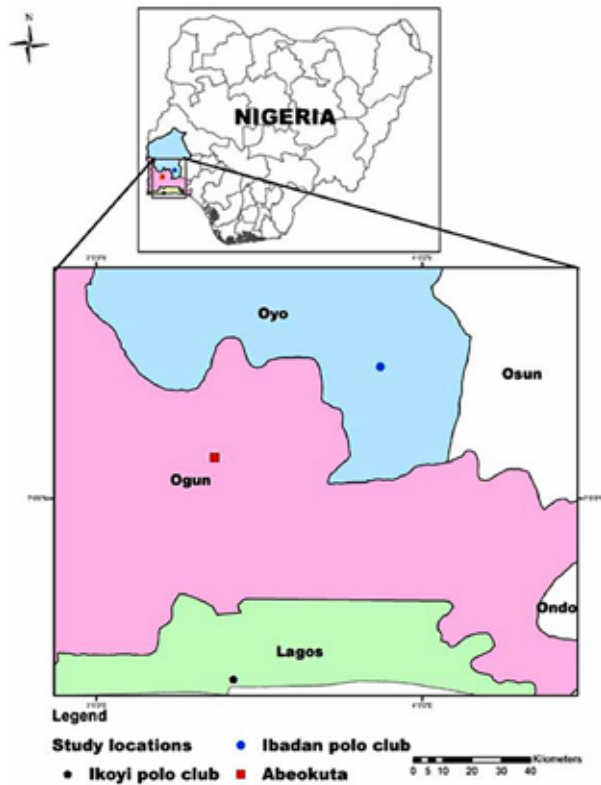 N
NIGERIA
Oyo
Osun
Ogun
Ondo
Lagos
Legend
Study locations
Ibadan polo club
Ikoyi polo club
Abeokuta
Kilometers
0 5 10 20 30 40